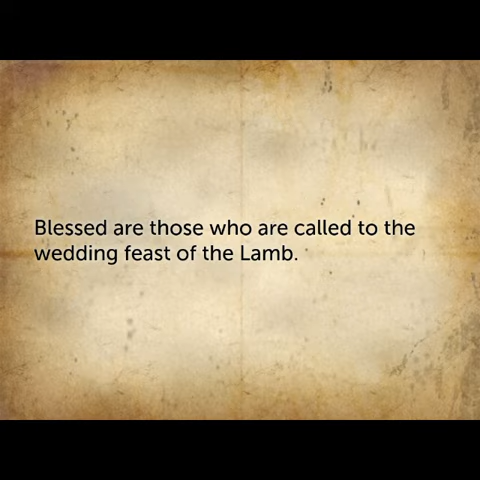 Blessed are those who are called to the
wedding feast of the Lamb.